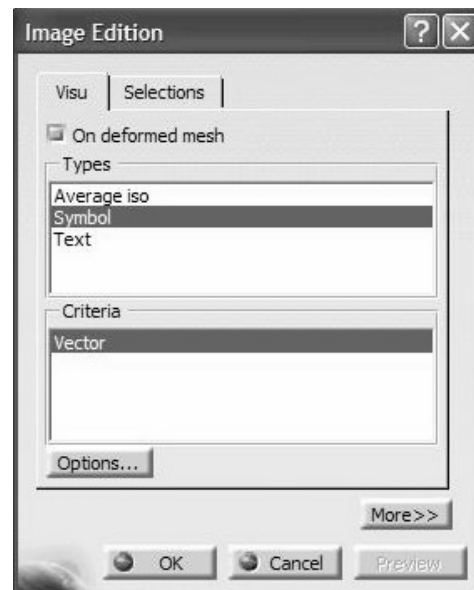 Image Edition
Visu Selections
On deformed mesh
Types
Average iso
Symbol
Text
Criteria
Vector
Options...
More>>
OK Cancel Preview